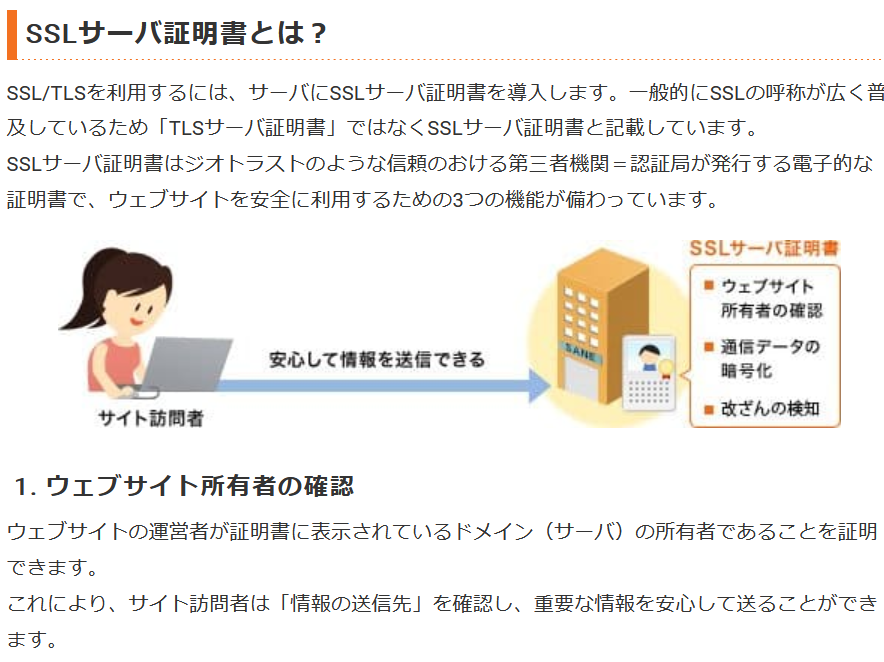 SSLサーバ証明書とは？
SSL/TLSを利用するには、サーバにSSLサーバ証明書を導入します。一般的にSSLの呼称が広く普
及しているため「TLSサーバ証明書」ではなくSSLサーバ証明書と記載しています。
SSLサーバ証明書はジオトラストのような信頼のおける第三者機関＝認証局が発行する電子的な
証明書で、ウェブサイトを安全に利用するための3つの機能が備わっています。
SSLサーバ証明書
■ ウェブサイト
所有者の確認
■ 通信データの
暗号化
■ 改ざんの検知
SANE
安心して情報を送信できる
サイト訪問者
1. ウェブサイト所有者の確認
ウェブサイトの運営者が証明書に表示されているドメイン（サーバ）の所有者であることを証明
できます。
これにより、サイト訪問者は「情報の送信先」を確認し、重要な情報を安心して送ることができ
ます。